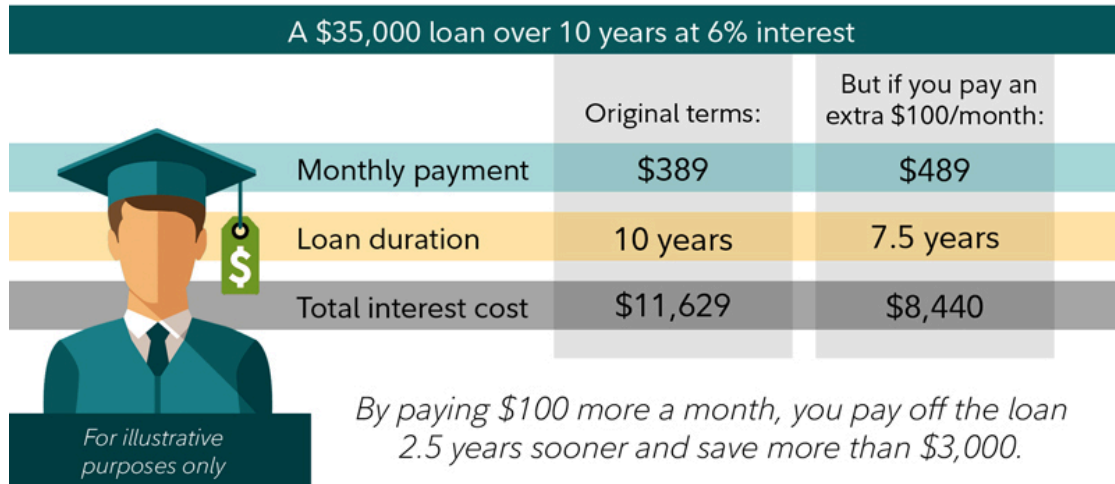 A $35,000 loan over 10 years at 6% interest
Original terms:
But if you pay an
extra $100/month:
Monthly payment $389 $489
Loan duration 10 years 7.5 years
Total interest cost $11,629 $8,440
$
By paying $100 more a month, you pay off the loan
2.5 years sooner and save more than $3,000.
For illustrative
purposes only